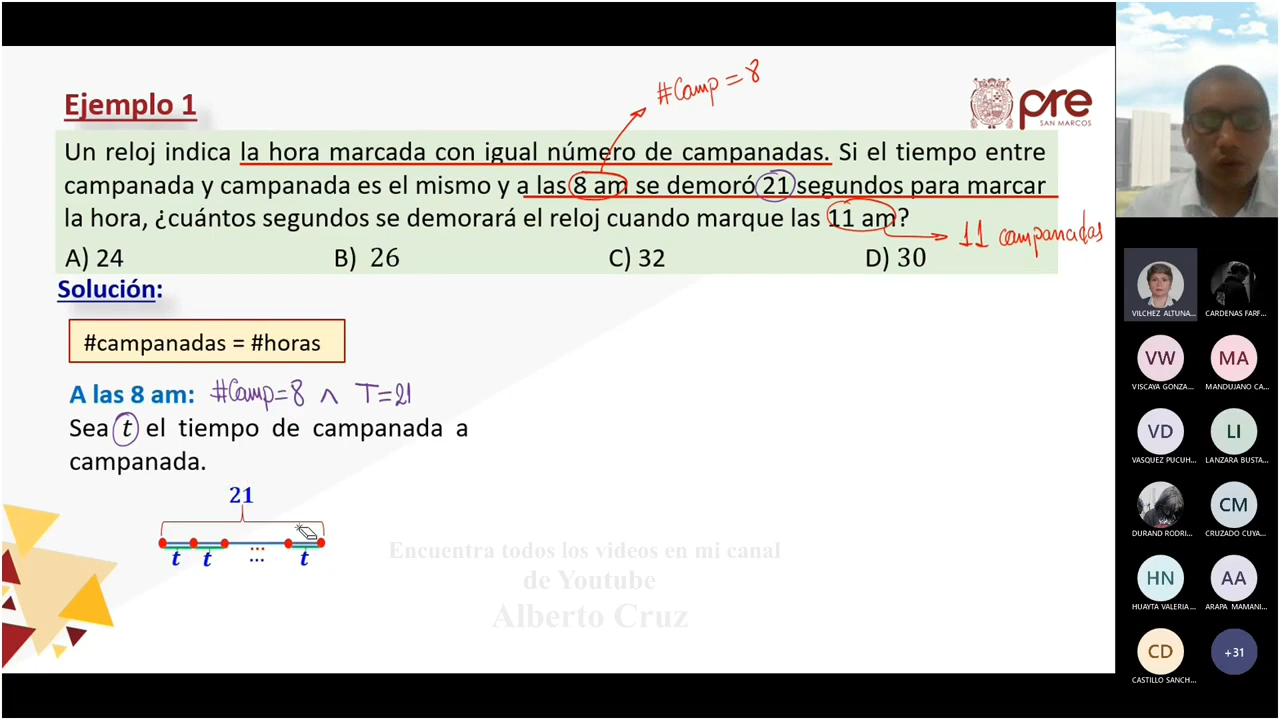 #Camp = 8
Ejemplo 1
pre
SAN MARCOS
Un reloj indica la hora marcada con igual número de campanadas. Si el tiempo entre
campanada y campanada es el mismo y a las 8 am se demoró 21 segundos para marcar
la hora, ¿cuántos segundos se demorará el reloj cuando marque las 11 am?
11 campanadas
A) 24 B) 26 C) 32 D) 30
Solución:
#campanadas = #horas
A las 8 am: #Camp=8 ∧ T=21
Sea t el tiempo de campanada a
campanada.
21
... 
t t ... t
Encuentra todos los videos en mi canal
de Youtube
Alberto Cruz
VILCHEZ ALTUNA... CARDENAS FARF...
VW MA
VISCAYA GONZA... MANDUJANO CA...
VD LI
VASQUEZ PUCUH... LANZARA BUSTA...
CM
DURAND RODRI... CRUZADO CUYA...
HN AA
HUAYTA VALERIA... ARAPA MAMANI...
CD +31
CASTILLO SANCH...